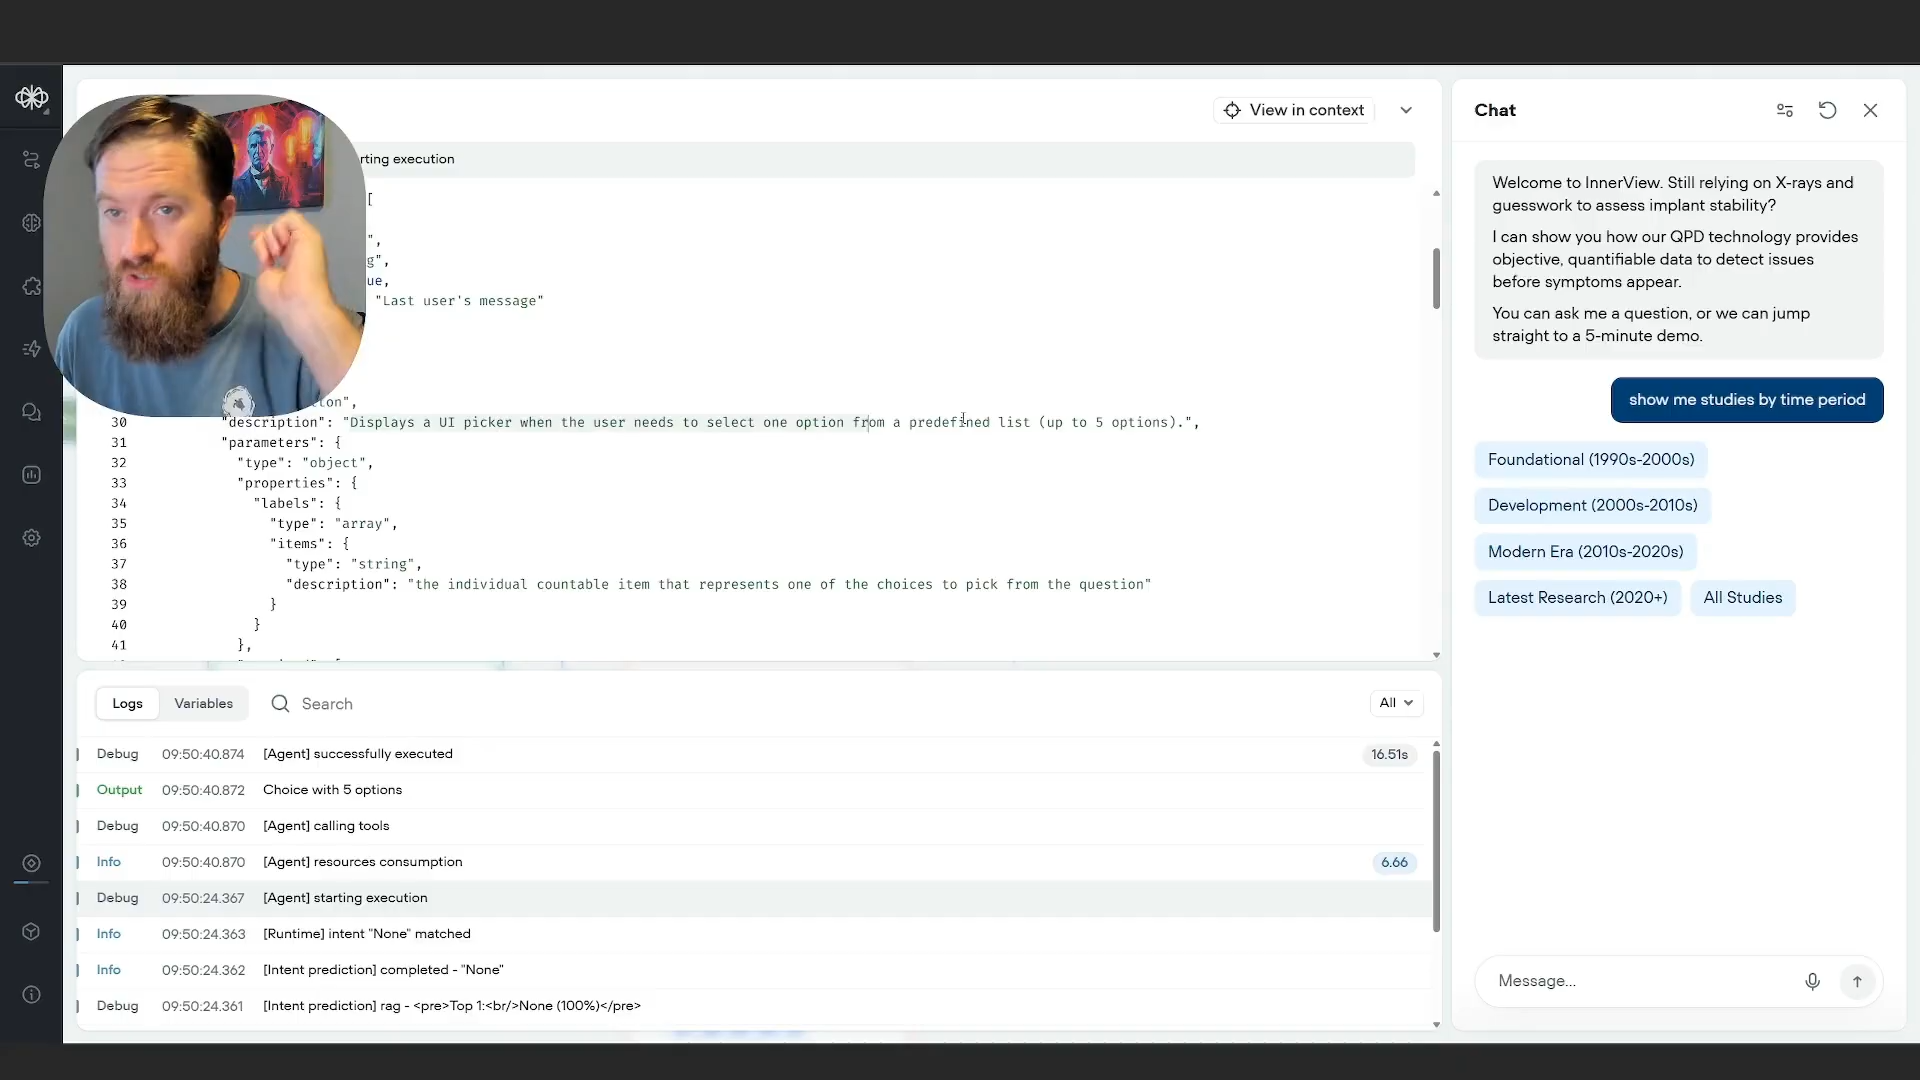 View in context
rting execution
[
",
g",
ue,
"Last user's message"
ton",
30 "description": "Displays a UI picker when the user needs to select one option from a predefined list (up to 5 options).",
31 "parameters": {
32 "type": "object",
33 "properties": {
34 "labels": {
35 "type": "array",
36 "items": {
37 "type": "string",
38 "description": "the individual countable item that represents one of the choices to pick from the question"
39 }
40 }
41 },
Logs Variables Search All
Debug 09:50:40.874 [Agent] successfully executed 16.51s
Output 09:50:40.872 Choice with 5 options
Debug 09:50:40.870 [Agent] calling tools
Info 09:50:40.870 [Agent] resources consumption 6.66
Debug 09:50:24.367 [Agent] starting execution
Info 09:50:24.363 [Runtime] intent "None" matched
Info 09:50:24.362 [Intent prediction] completed - "None"
Debug 09:50:24.361 [Intent prediction] rag - <pre>Top 1:<br/>None (100%)</pre>
Chat
Welcome to InnerView. Still relying on X-rays and
guesswork to assess implant stability?
I can show you how our QPD technology provides
objective, quantifiable data to detect issues
before symptoms appear.
You can ask me a question, or we can jump
straight to a 5-minute demo.
show me studies by time period
Foundational (1990s-2000s)
Development (2000s-2010s)
Modern Era (2010s-2020s)
Latest Research (2020+) All Studies
Message...